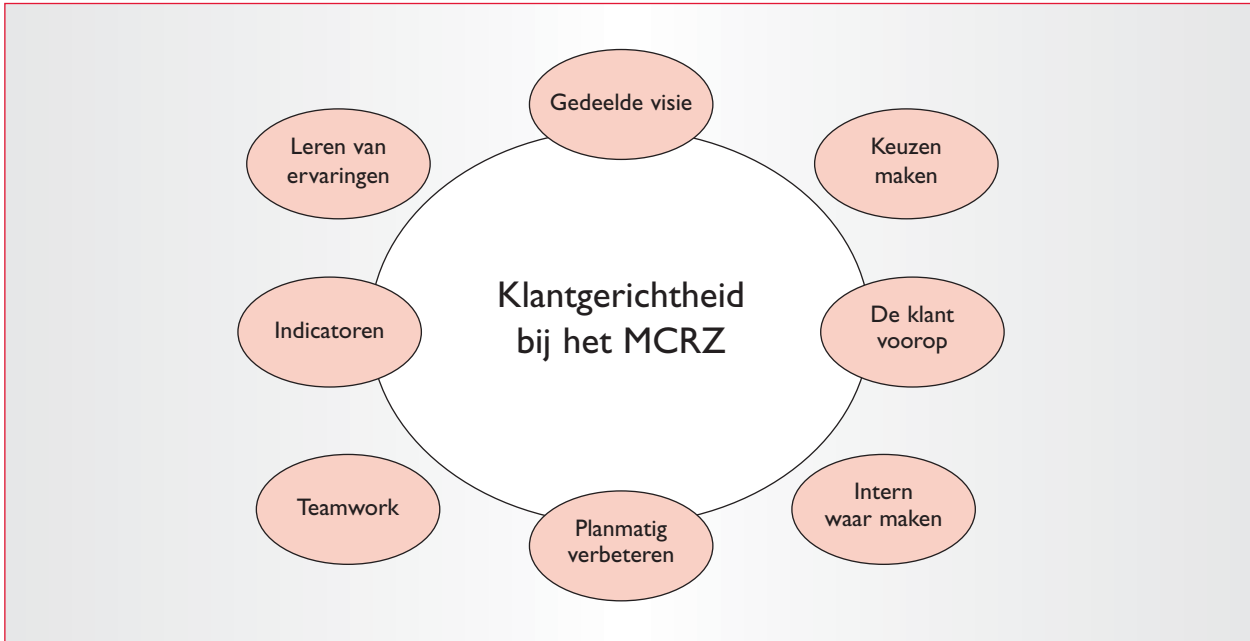 Gedeelde visie
Leren van
ervaringen
Keuzen
maken
Klantgerichtheid
bij het MCRZ
Indicatoren
De klant
voorop
Teamwork
Intern
waar maken
Planmatig
verbeteren